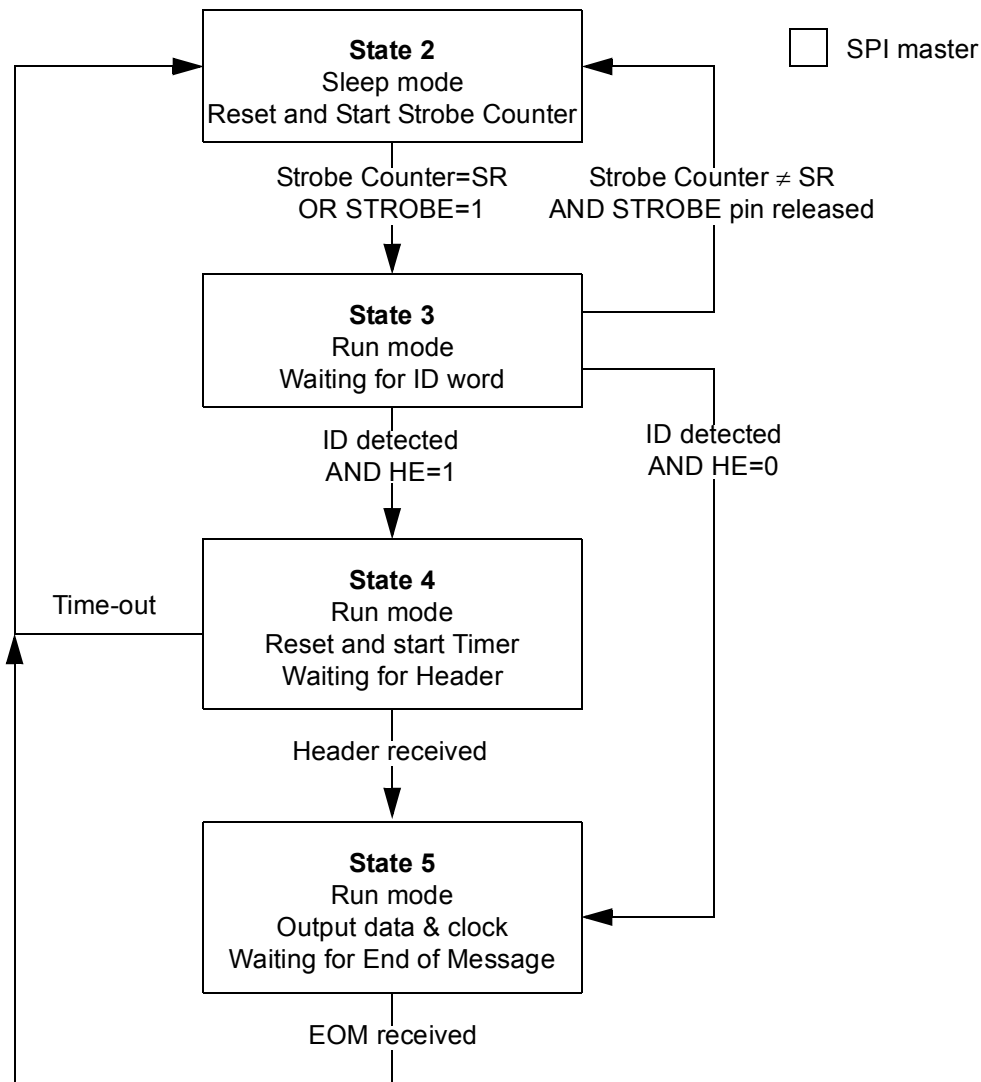 State 2
Sleep mode
Reset and Start Strobe Counter
SPI master
Strobe Counter=SR
OR STROBE=1
Strobe Counter ≠ SR
AND STROBE pin released
State 3
Run mode
Waiting for ID word
ID detected
AND HE=1
ID detected
AND HE=0
State 4
Run mode
Reset and start Timer
Waiting for Header
Time-out
Header received
State 5
Run mode
Output data & clock
Waiting for End of Message
EOM received